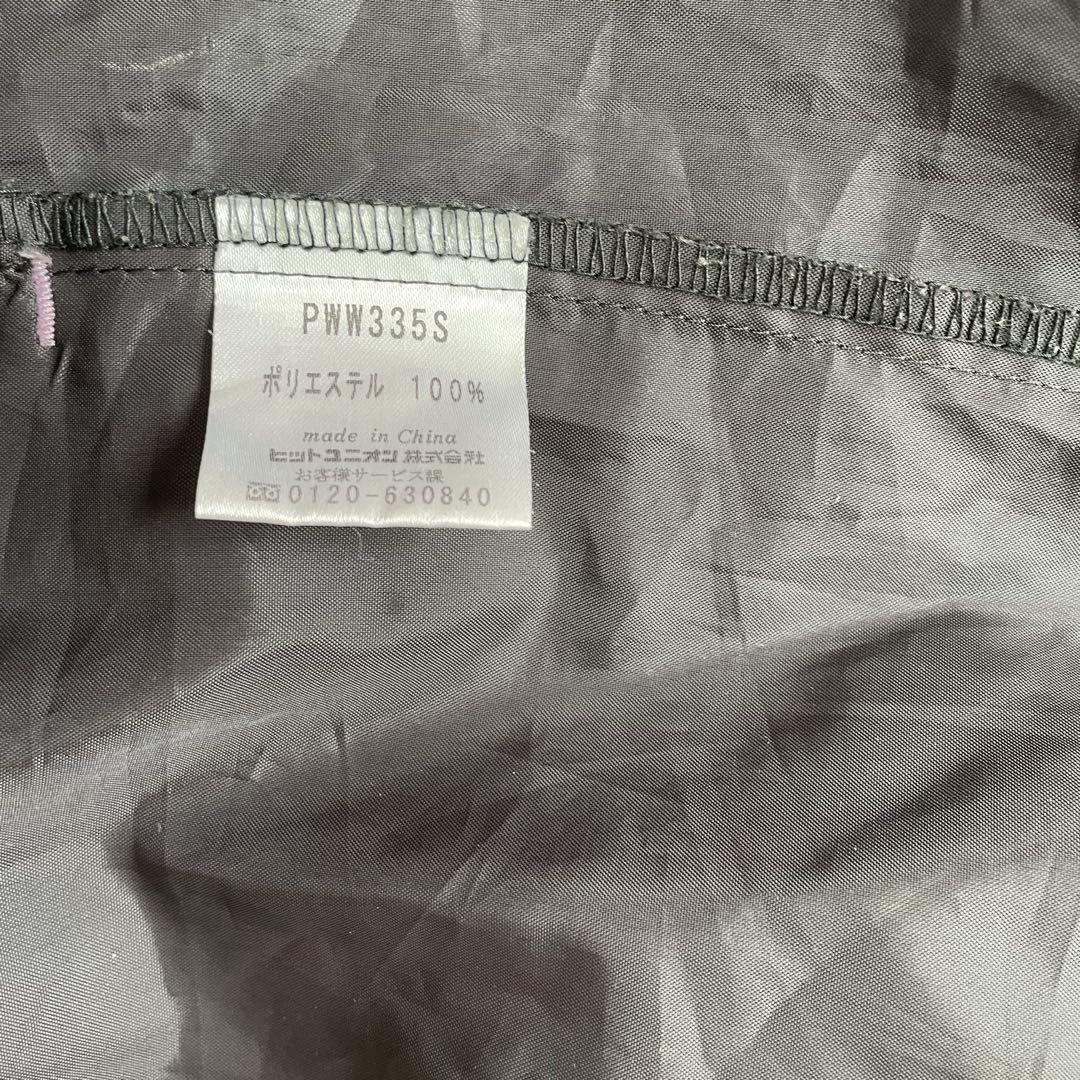 PWW335S
ポリエステル 100%
made in China
ヒットユニオン株式会社
お客様サービス課
0120-630840